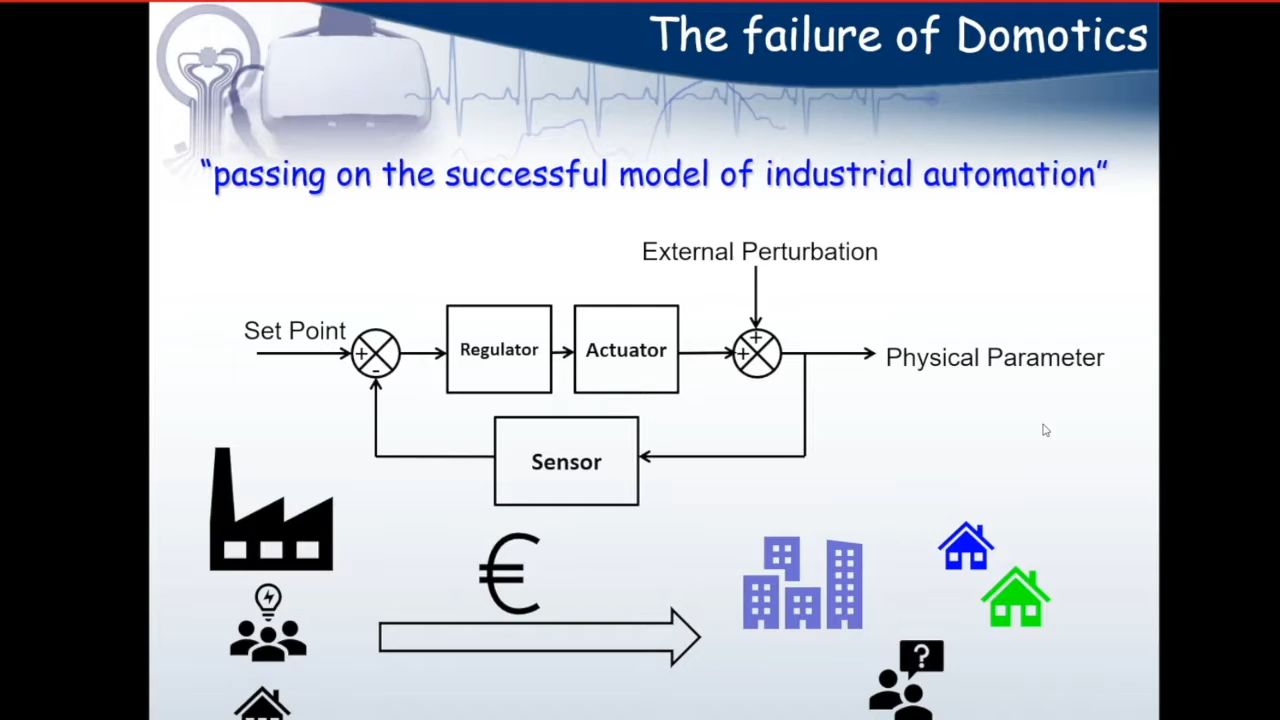 The failure of Domotics
“passing on the successful model of industrial automation”
External Perturbation
Set Point
+
-
Regulator
Actuator
+
+
Physical Parameter
Sensor
€
?